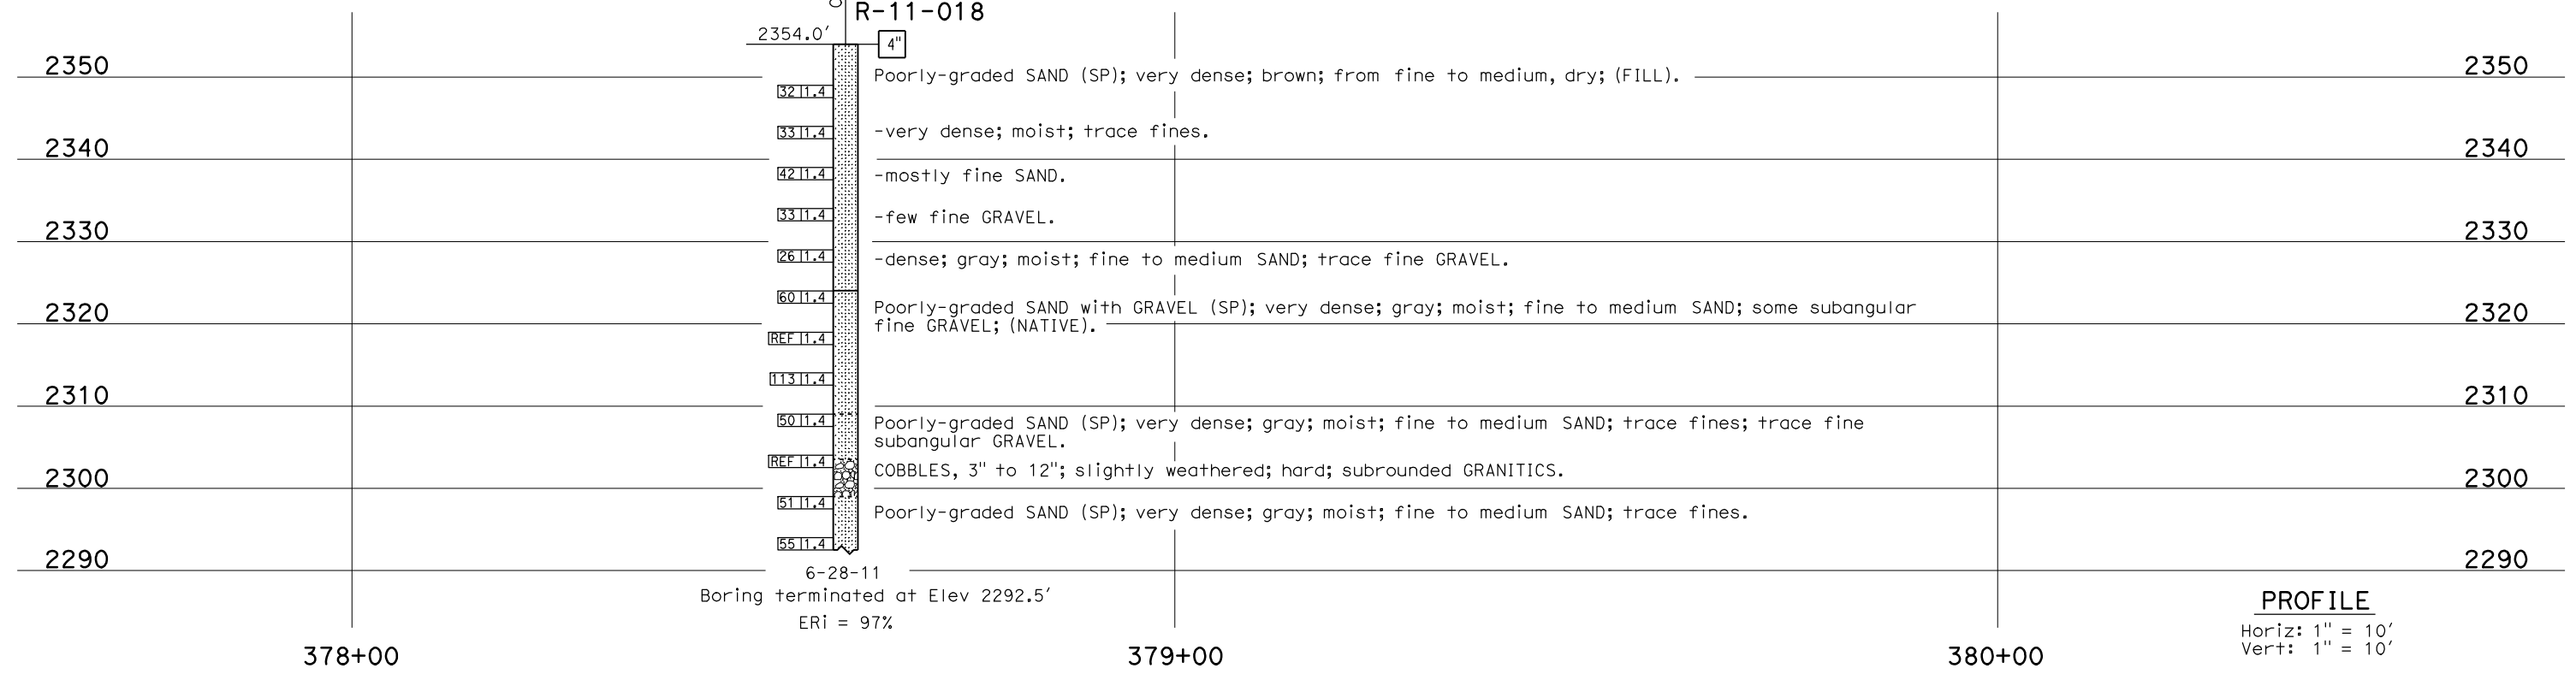 R-11-018
2354.0'
4"
2350
Poorly-graded SAND (SP); very dense; brown; from fine to medium, dry; (FILL).
2350
32 1.4
33 1.4
-very dense; moist; trace fines.
2340
2340
42 1.4
-mostly fine SAND.
33 1.4
-few fine GRAVEL.
2330
2330
26 1.4
-dense; gray; moist; fine to medium SAND; trace fine GRAVEL.
60 1.4
Poorly-graded SAND with GRAVEL (SP); very dense; gray; moist; fine to medium SAND; some subangular
fine GRAVEL; (NATIVE).
2320
2320
REF 1.4
113 1.4
2310
2310
50 1.4
Poorly-graded SAND (SP); very dense; gray; moist; fine to medium SAND; trace fines; trace fine
subangular GRAVEL.
REF 1.4
COBBLES, 3" to 12"; slightly weathered; hard; subrounded GRANITICS.
2300
2300
51 1.4
Poorly-graded SAND (SP); very dense; gray; moist; fine to medium SAND; trace fines.
55 1.4
2290
2290
6-28-11
Boring terminated at Elev 2292.5'
ERi = 97%
PROFILE
Horiz: 1" = 10'
Vert: 1" = 10'
378+00
379+00
380+00